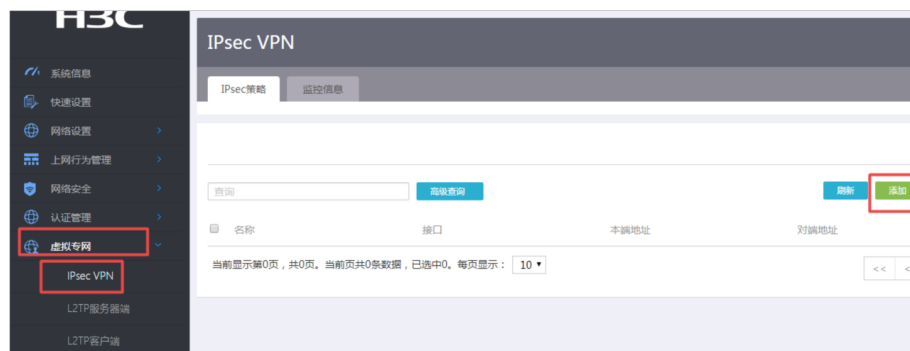 H3C
IPsec VPN
IPsec策略 监控信息
系统信息
快速设置
网络设置
上网行为管理
网络安全
认证管理
虚拟专网
IPsec VPN
L2TP服务器端
L2TP客户端
查询 高级查询 刷新 添加
名称 接口 本端地址 对端地址
当前显示第0页，共0页。当前页共0条数据，已选中0。每页显示： 10 << <